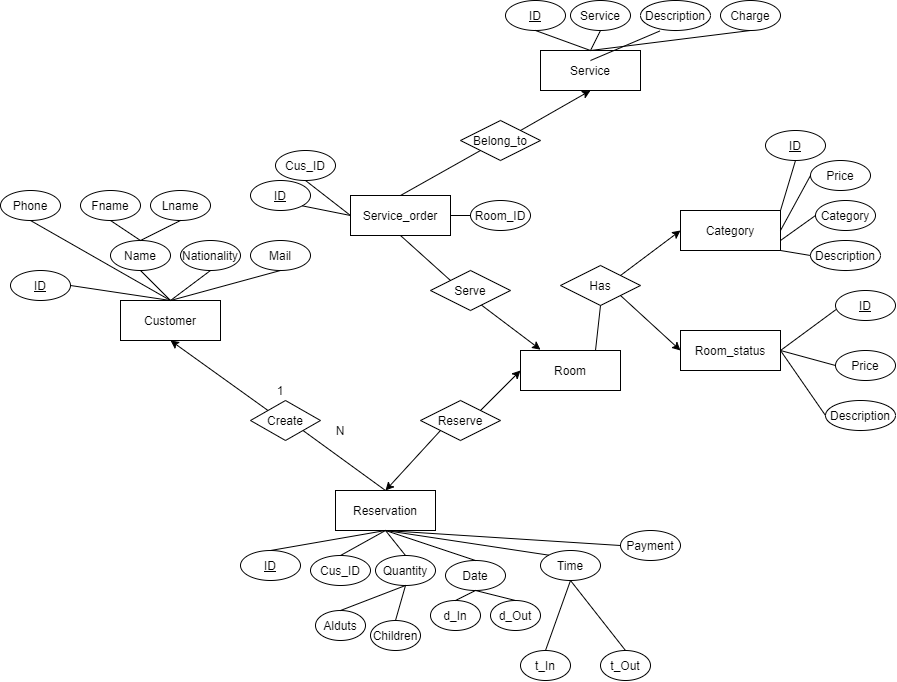 ID
Service
Description
Charge
Service
Belong_to
Cus_ID
ID
Service_order
Room_ID
ID
Price
Category
Category
Description
Phone
Fname
Lname
Name
Nationality
Mail
ID
Customer
Serve
Has
ID
Room_status
Price
Description
Room
1
Create
N
Reserve
Reservation
ID
Cus_ID
Quantity
Date
Time
Payment
Alduts
Children
d_In
d_Out
t_In
t_Out